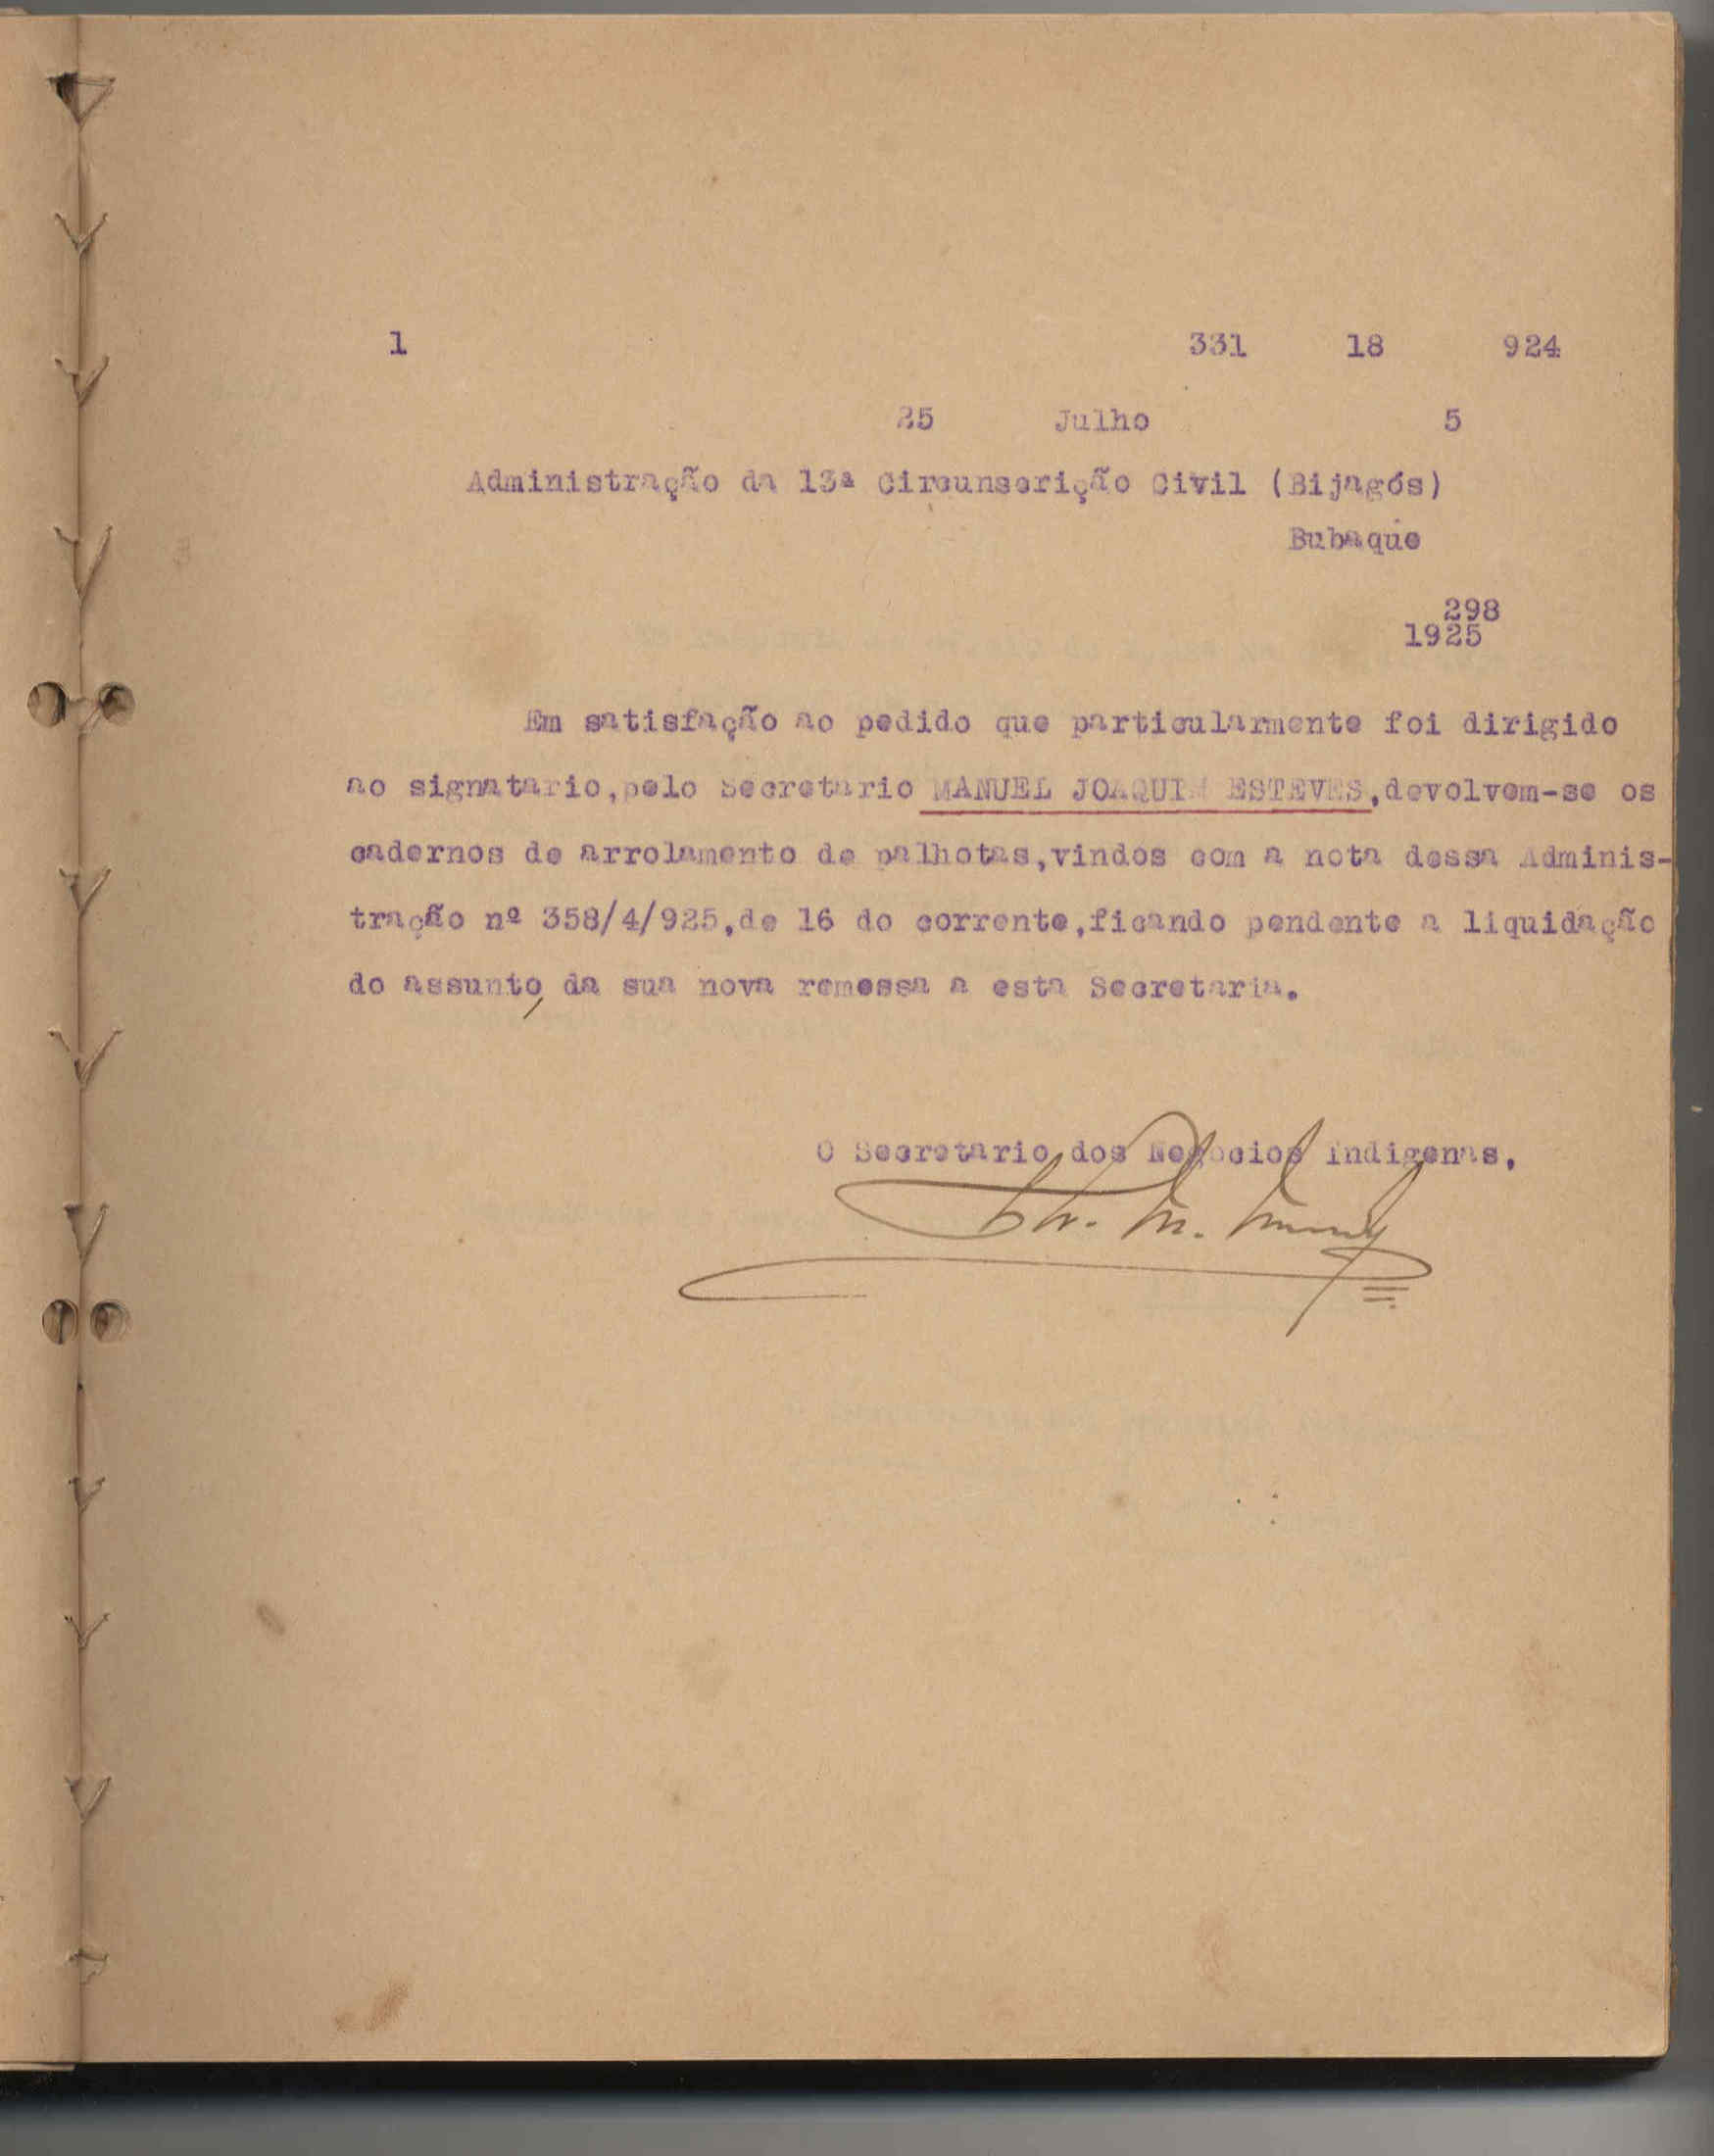 1 331 18 924
25 Julho 5
Administração da 13ª Circunscrição Civil (Bijagós)
Bubaque
298
1925
Em satisfação ao pedido que particularmente foi dirigido
ao signatario,pelo Secretario MANUEL JOAQUIM ESTEVES,devolvem-se os
cadernos de arrolamento de palhotas,vindos com a nota dessa Adminis-
tração nº 358/4/925,de 16 do corrente,ficando pendente a liquidação
do assunto, da sua nova remessa a esta Secretaria.
O Secretario dos Negocios Indigenas,